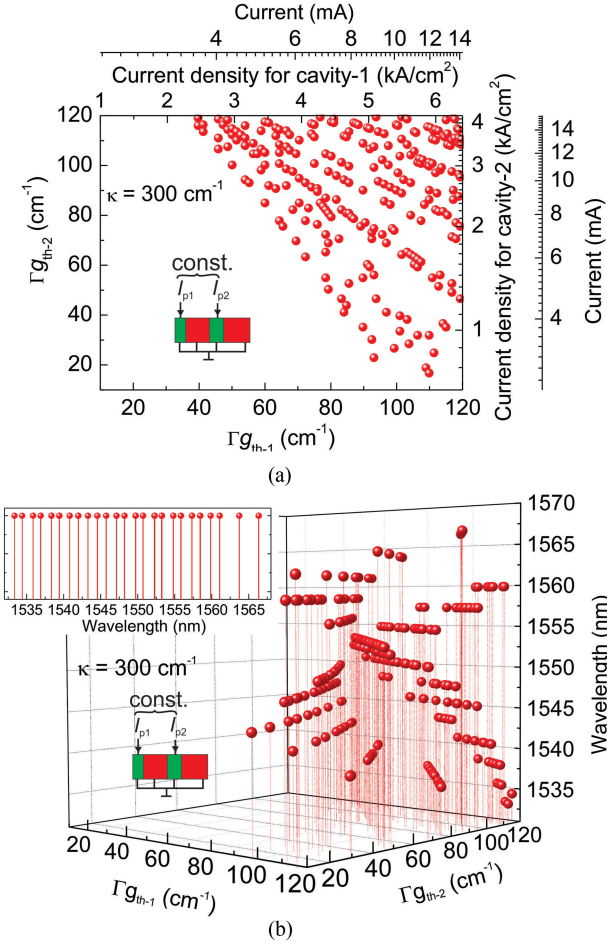 Current (mA)
4 6 8 10 12 14
Current density for cavity-1 (kA/cm²)
1 2 3 4 5 6
120
100
80
60
40
20
Γg_th-2 (cm⁻¹)
κ = 300 cm⁻¹
const.
I_p1 I_p2
4
3
2
1
Current density for cavity-2 (kA/cm²)
14
12
10
8
6
4
Current (mA)
20 40 60 80 100 120
Γg_th-1 (cm⁻¹)
(a)
1535 1540 1545 1550 1555 1560 1565
Wavelength (nm)
κ = 300 cm⁻¹
const.
I_p1 I_p2
1570
1565
1560
1555
1550
1545
1540
1535
Wavelength (nm)
20 40 60 80 100 120
Γg_th-1 (cm⁻¹)
20 40 60 80 100 120
Γg_th-2 (cm⁻¹)
(b)